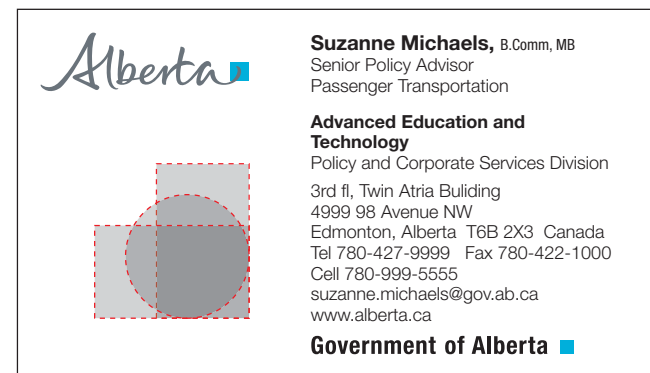 Alberta
Suzanne Michaels, B.Comm, MB
Senior Policy Advisor
Passenger Transportation
Advanced Education and
Technology
Policy and Corporate Services Division
3rd fl, Twin Atria Buliding
4999 98 Avenue NW
Edmonton, Alberta T6B 2X3 Canada
Tel 780-427-9999 Fax 780-422-1000
Cell 780-999-5555
suzanne.michaels@gov.ab.ca
www.alberta.ca
Government of Alberta